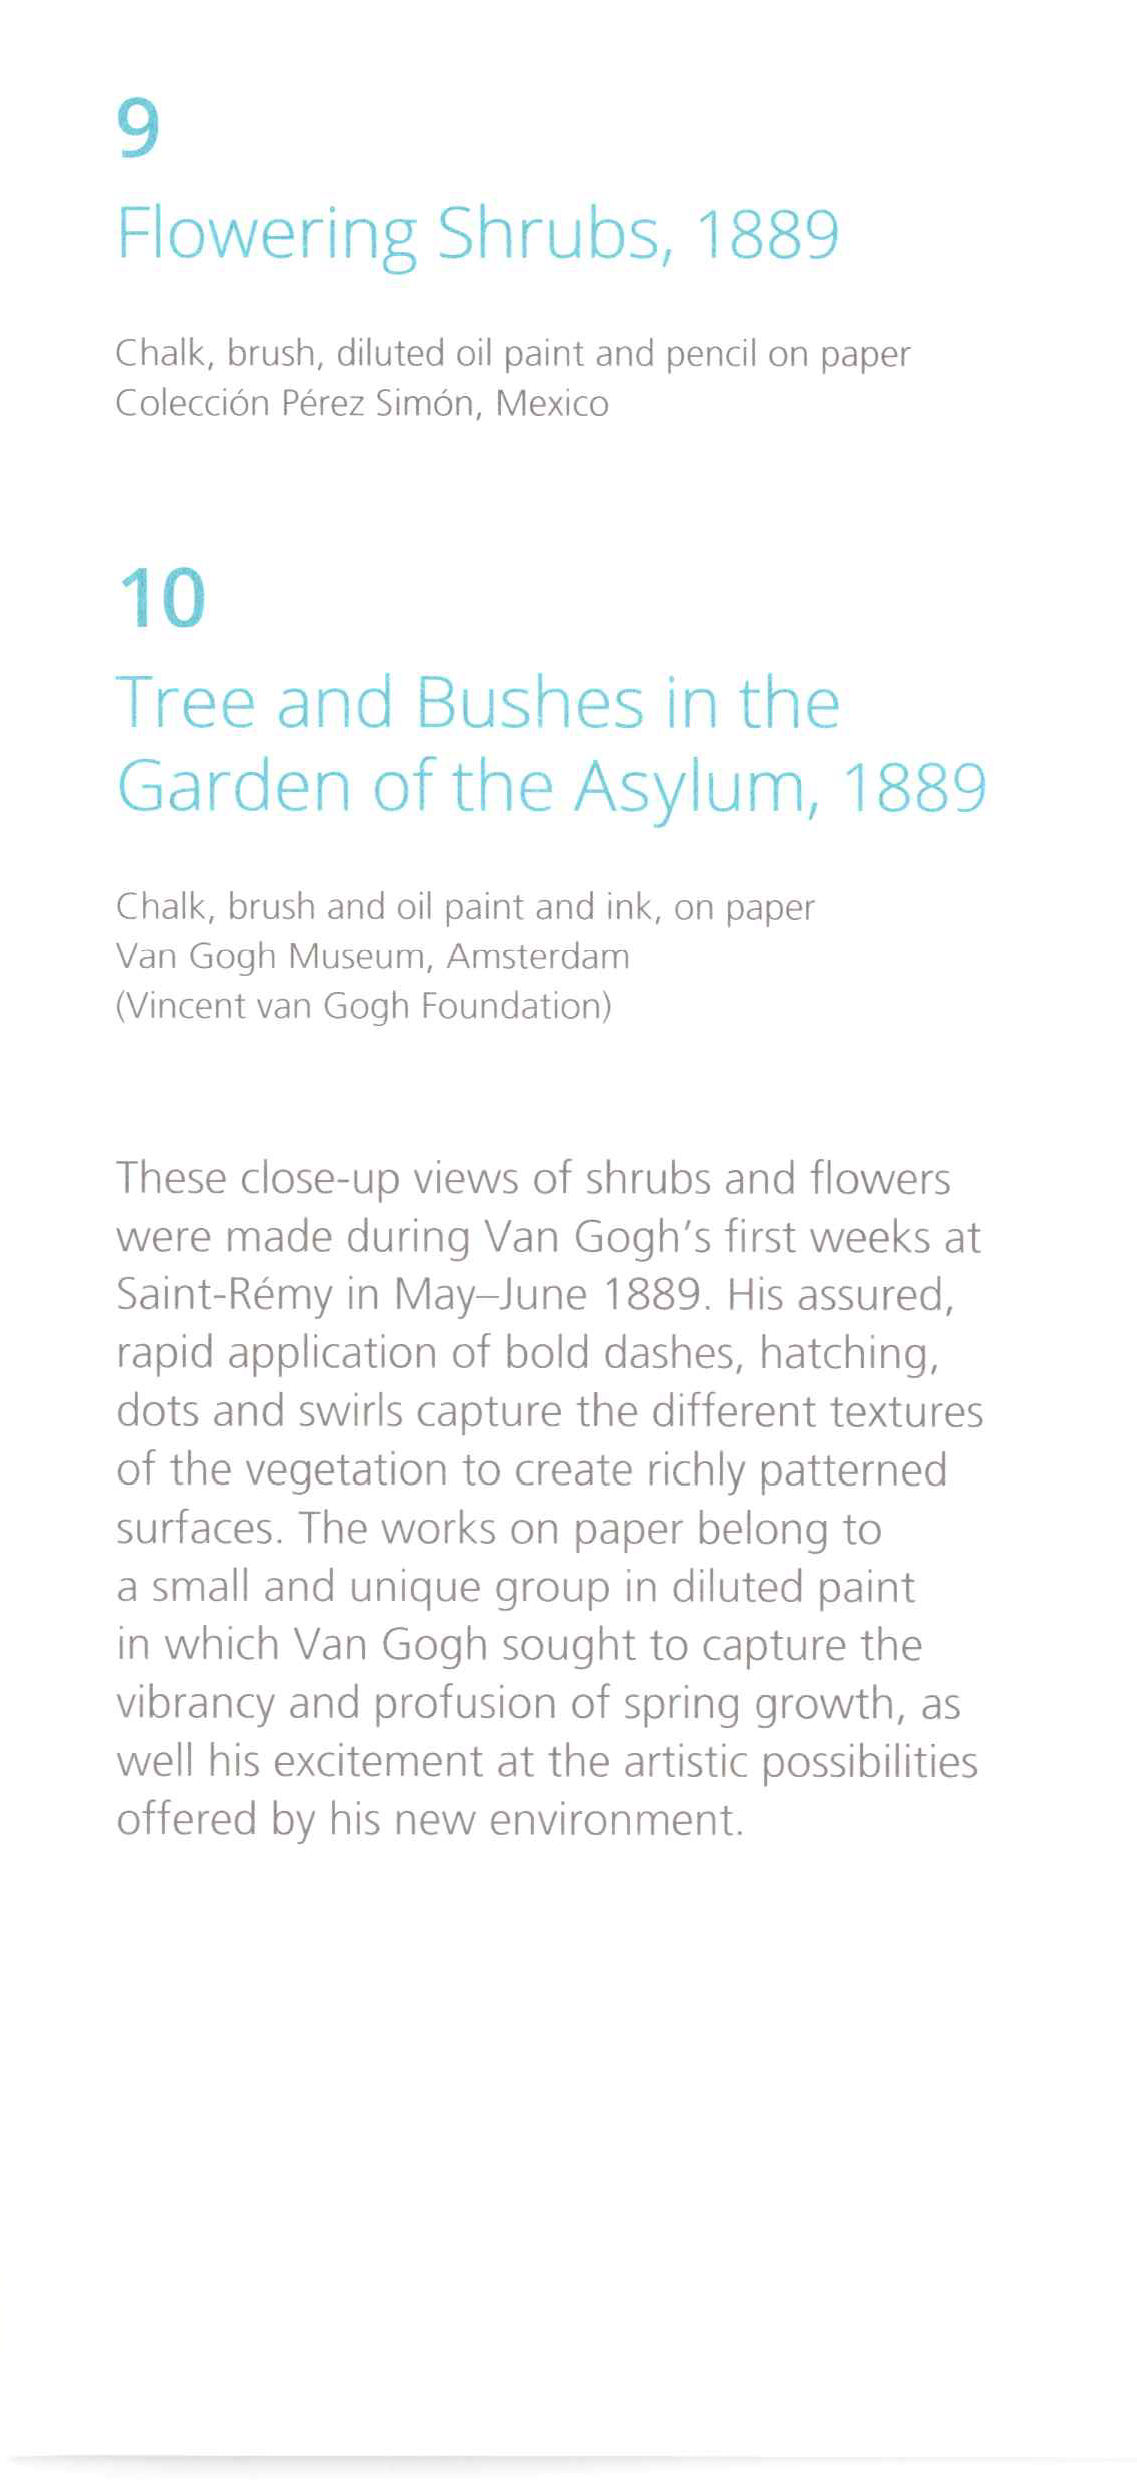 9
Flowering Shrubs, 1889
Chalk, brush, diluted oil paint and pencil on paper
Colección Pérez Simón, Mexico
10
Tree and Bushes in the
Garden of the Asylum, 1889
Chalk, brush and oil paint and ink, on paper
Van Gogh Museum, Amsterdam
(Vincent van Gogh Foundation)
These close-up views of shrubs and flowers
were made during Van Gogh’s first weeks at
Saint-Rémy in May–June 1889. His assured,
rapid application of bold dashes, hatching,
dots and swirls capture the different textures
of the vegetation to create richly patterned
surfaces. The works on paper belong to
a small and unique group in diluted paint
in which Van Gogh sought to capture the
vibrancy and profusion of spring growth, as
well his excitement at the artistic possibilities
offered by his new environment.